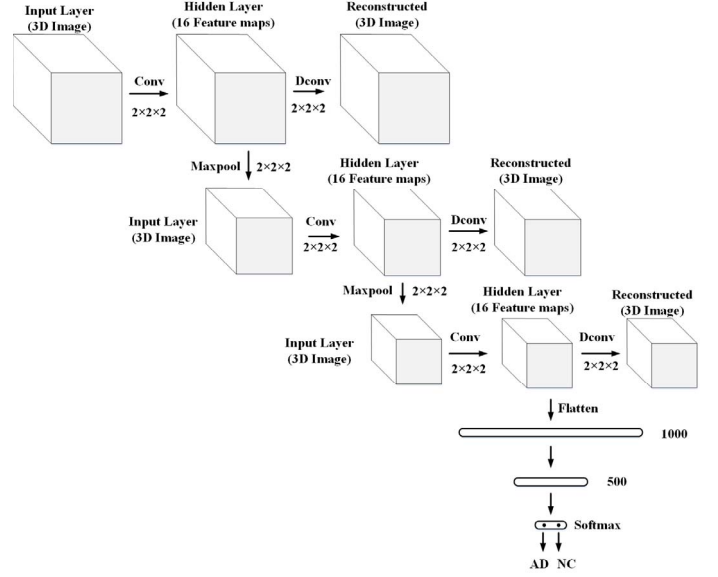 Input Layer
(3D Image)
Hidden Layer
(16 Feature maps)
Reconstructed
(3D Image)
Conv
2×2×2
Dconv
2×2×2
Maxpool 2×2×2
Input Layer
(3D Image)
Hidden Layer
(16 Feature maps)
Reconstructed
(3D Image)
Conv
2×2×2
Dconv
2×2×2
Maxpool 2×2×2
Input Layer
(3D Image)
Hidden Layer
(16 Feature maps)
Reconstructed
(3D Image)
Conv
2×2×2
Dconv
2×2×2
Flatten
1000
500
Softmax
AD NC